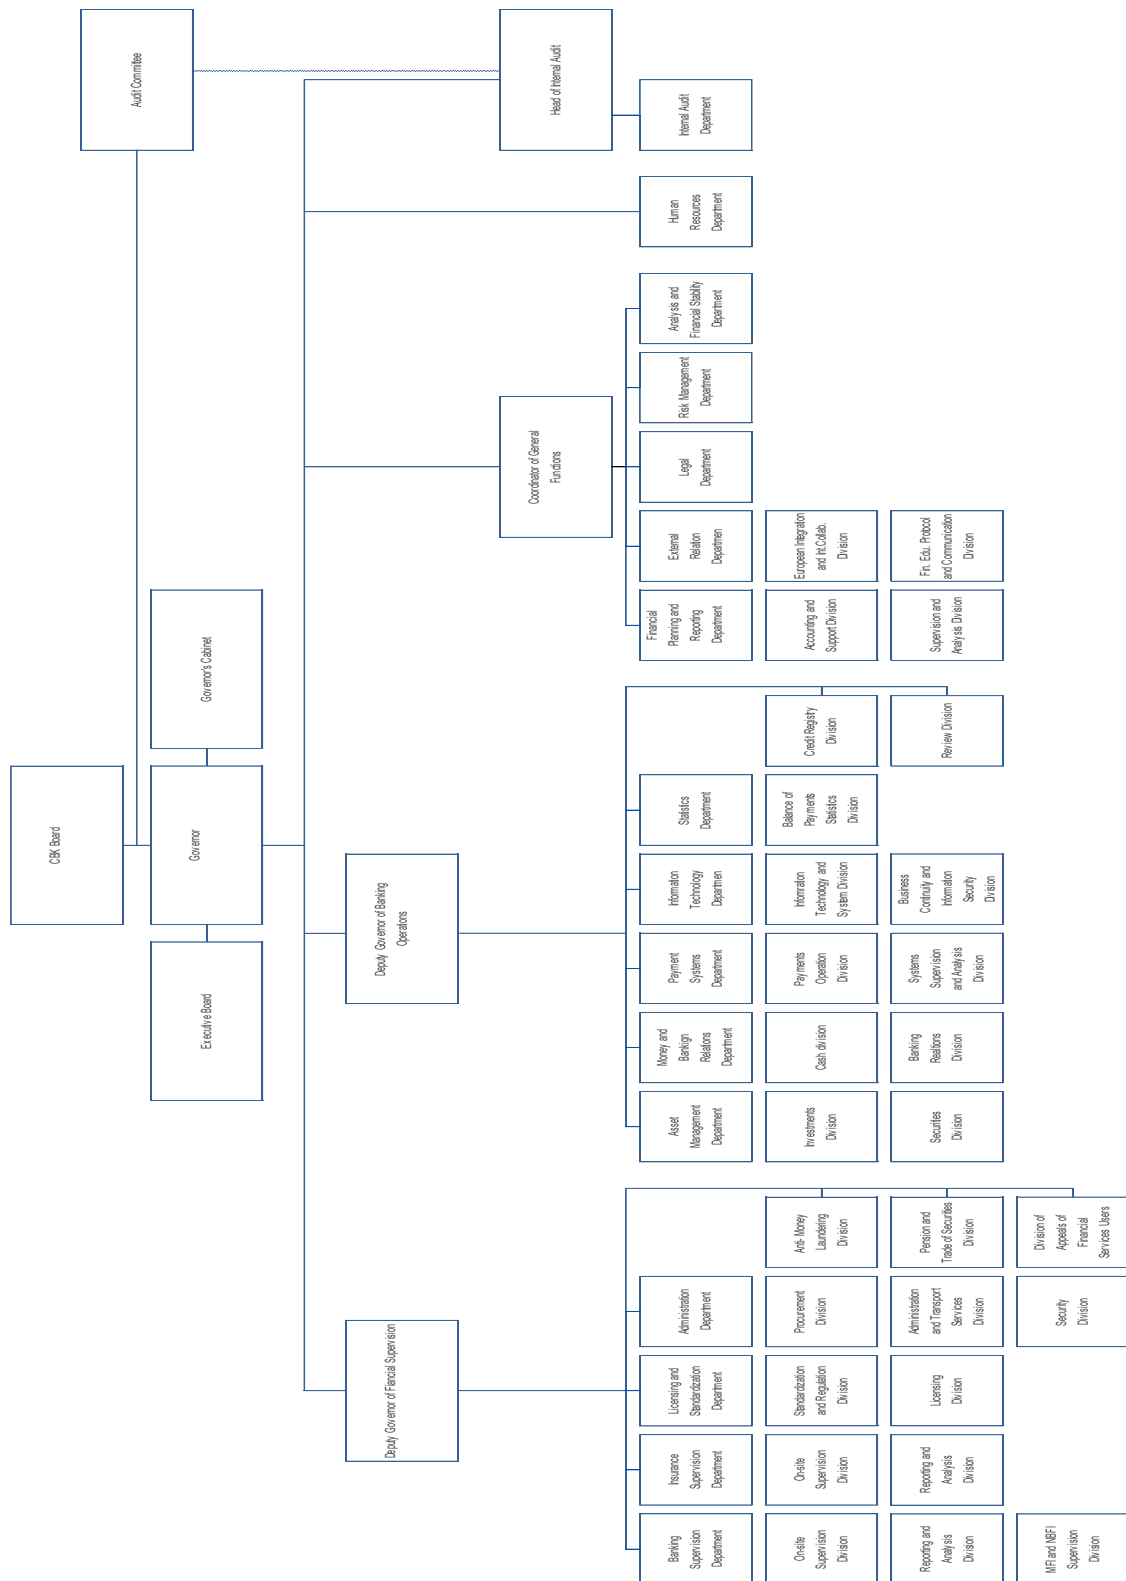 CBK Board
Audit Committee
Executive Board
Governor
Governor's Cabinet
Deputy Governor of Fiancial Supervision
Deputy Governor of Banking
Operations
Coordinator of General
Functions
Head of Internal Audit
Banking
Supervision
Department
Insurance
Supervision
Department
Licensing and
Standardization
Department
Administration
Department
Asset
Management
Department
Money and
Bankign
Relations
Department
Payment
Systems
Department
Information
Technology
Departmen
Statistics
Department
Financial
Planning and
Reporting
Department
External
Relation
Departmen
Legal
Department
Risk Management
Department
Analysis and
Financial Stability
Department
Human
Resources
Department
Internal Audit
Department
On-site
Supervision
Division
On-site
Supervision
Division
Standardization
and Regulation
Division
Procurement
Division
Anti- Money
Laundering
Division
Investments
Division
Cash division
Payments
Operation
Division
Infomration
Technology and
System Division
Balance of
Payments
Statistics
Division
Credit Registry
Division
Accounting and
Support Division
European Integration
and Int.Collab.
Division
Reporting and
Analysis
Division
Reporting and
Analysis
Division
Licensing
Division
Administration
and Transport
Services
Division
Pension and
Trade of Securities
Division
Securities
Division
Banking
Realtions
Division
Systems
Supervision
and Analysis
Division
Business
Continuity and
Information
Security
Division
Review Division
Supervision and
Analysis Division
Fin. Edu. Protocol
and Communication
Division
MFI and NBFI
Supervision
Division
Security
Division
Division of
Appeals of
Financial
Services Users